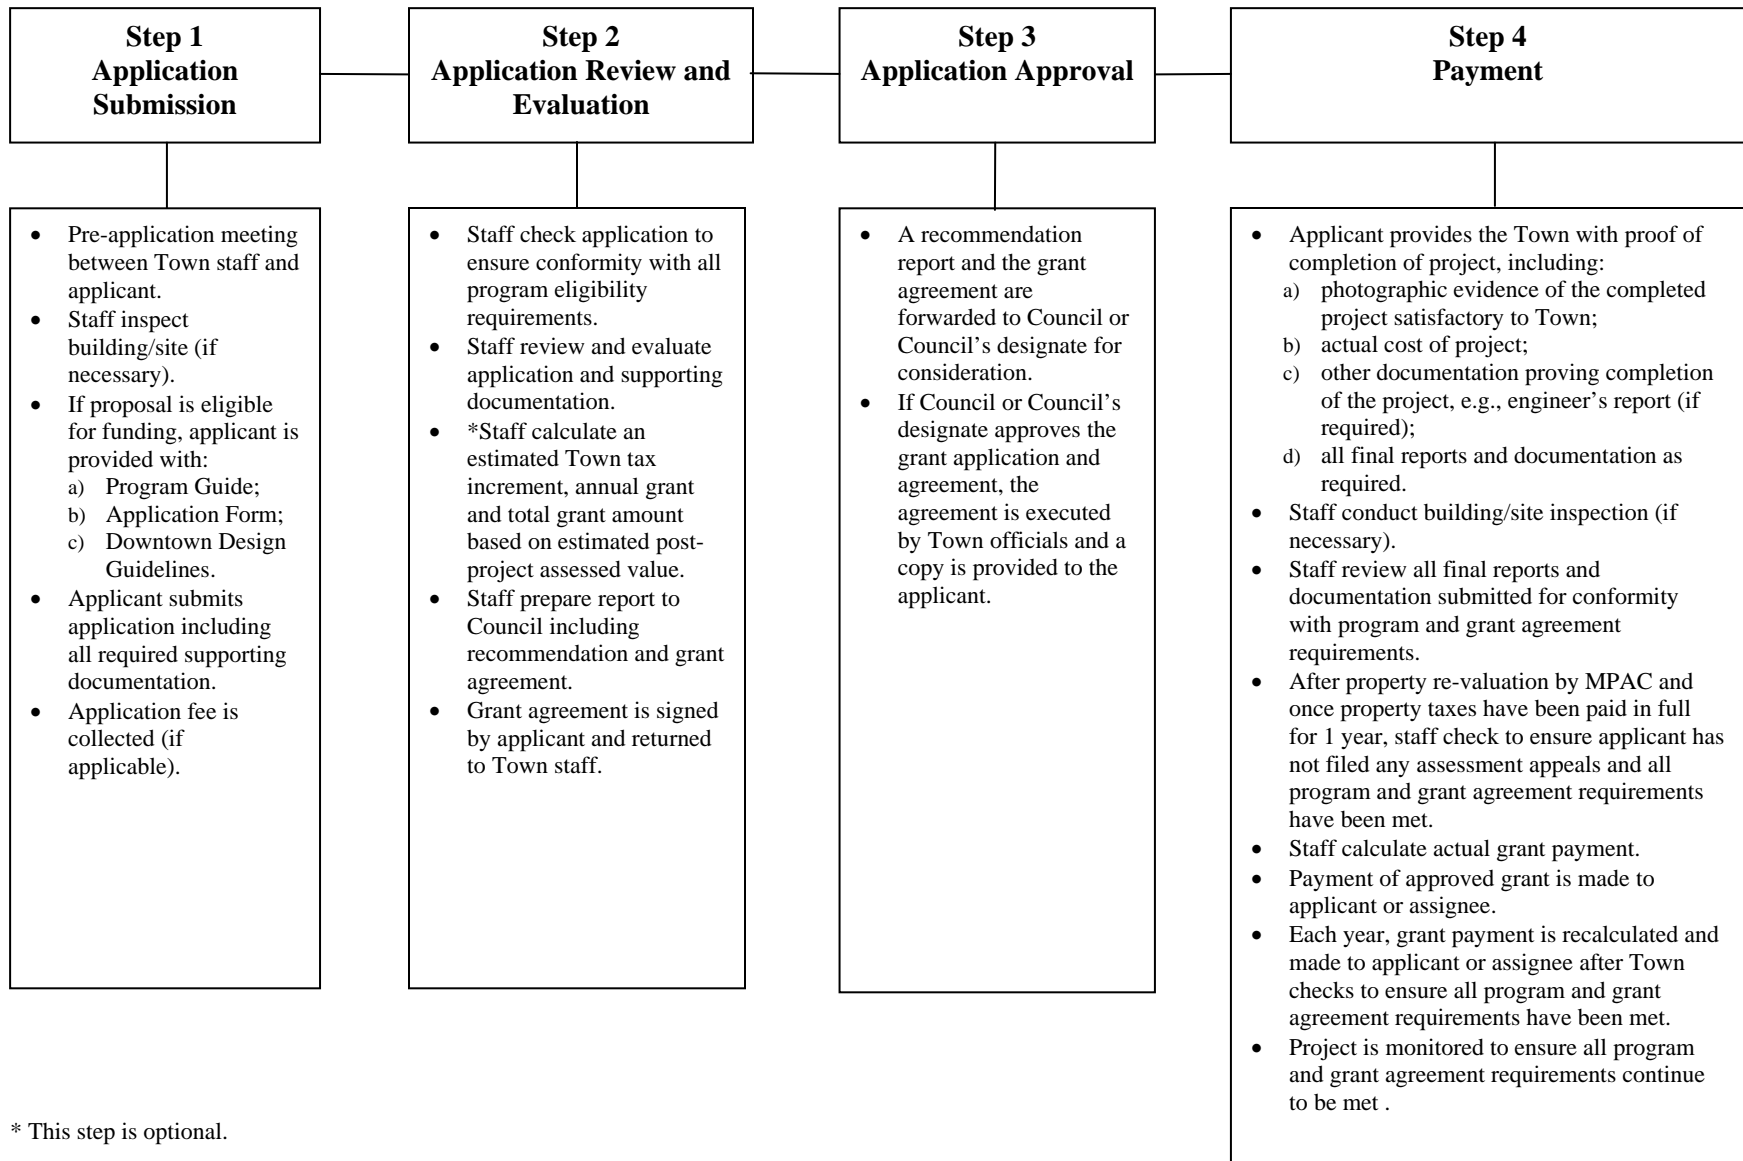 Step 1
Application
Submission
Step 2
Application Review and
Evaluation
Step 3
Application Approval
Step 4
Payment
• Pre-application meeting
between Town staff and
applicant.
• Staff inspect
building/site (if
necessary).
• If proposal is eligible
for funding, applicant is
provided with:
a) Program Guide;
b) Application Form;
c) Downtown Design
Guidelines.
• Applicant submits
application including
all required supporting
documentation.
• Application fee is
collected (if
applicable).
• Staff check application to
ensure conformity with all
program eligibility
requirements.
• Staff review and evaluate
application and supporting
documentation.
• *Staff calculate an
estimated Town tax
increment, annual grant
and total grant amount
based on estimated post-
project assessed value.
• Staff prepare report to
Council including
recommendation and grant
agreement.
• Grant agreement is signed
by applicant and returned
to Town staff.
• A recommendation
report and the grant
agreement are
forwarded to Council or
Council’s designate for
consideration.
• If Council or Council’s
designate approves the
grant application and
agreement, the
agreement is executed
by Town officials and a
copy is provided to the
applicant.
• Applicant provides the Town with proof of
completion of project, including:
a) photographic evidence of the completed
project satisfactory to Town;
b) actual cost of project;
c) other documentation proving completion
of the project, e.g., engineer’s report (if
required);
d) all final reports and documentation as
required.
• Staff conduct building/site inspection (if
necessary).
• Staff review all final reports and
documentation submitted for conformity
with program and grant agreement
requirements.
• After property re-valuation by MPAC and
once property taxes have been paid in full
for 1 year, staff check to ensure applicant has
not filed any assessment appeals and all
program and grant agreement requirements
have been met.
• Staff calculate actual grant payment.
• Payment of approved grant is made to
applicant or assignee.
• Each year, grant payment is recalculated and
made to applicant or assignee after Town
checks to ensure all program and grant
agreement requirements have been met.
• Project is monitored to ensure all program
and grant agreement requirements continue
to be met .
* This step is optional.